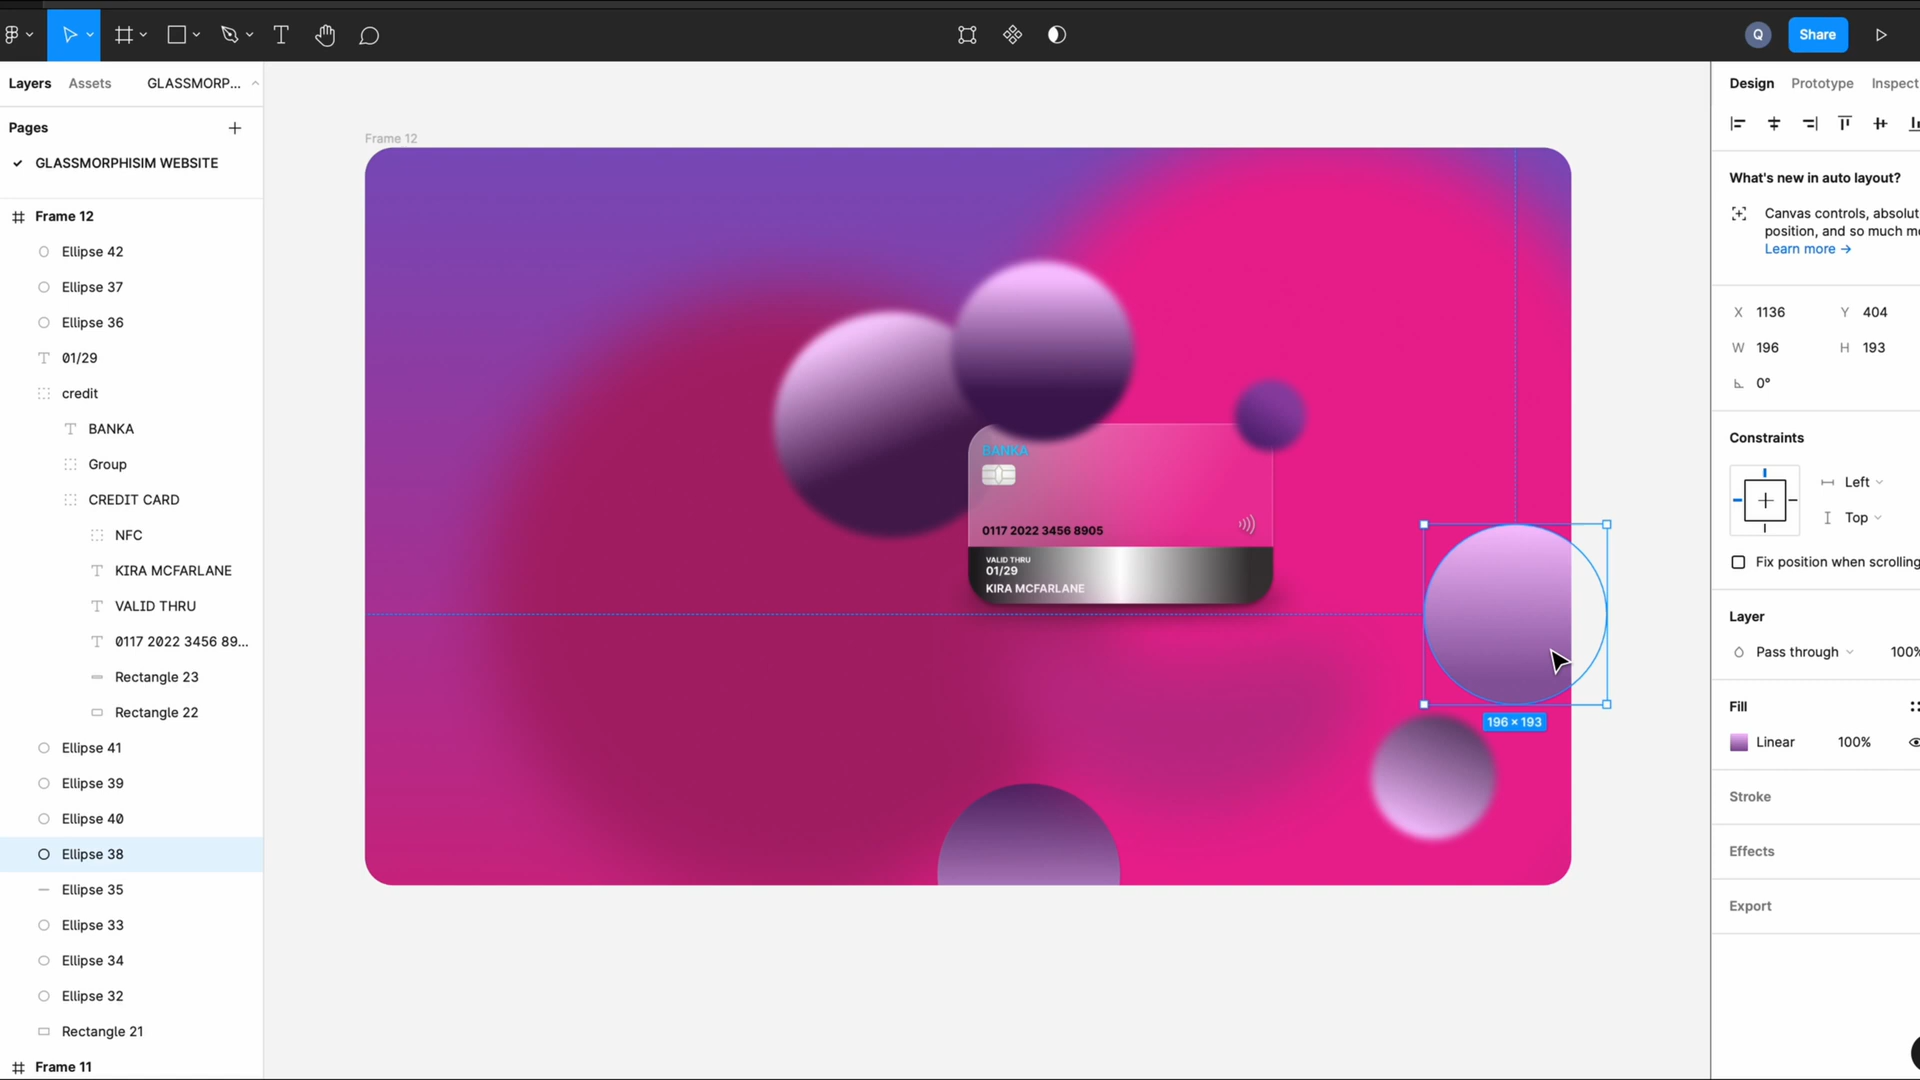 Q
Share
Layers
Assets
GLASSMORP...
Pages
GLASSMORPHISIM WEBSITE
Frame 12
Ellipse 42
Ellipse 37
Ellipse 36
01/29
credit
BANKA
Group
CREDIT CARD
NFC
KIRA MCFARLANE
VALID THRU
0117 2022 3456 89...
Rectangle 23
Rectangle 22
Ellipse 41
Ellipse 39
Ellipse 40
Ellipse 38
Ellipse 35
Ellipse 33
Ellipse 34
Ellipse 32
Rectangle 21
Frame 11
Frame 12
BANKA
0117 2022 3456 8905
VALID THRU
01/29
KIRA MCFARLANE
196 × 193
Design
Prototype
Inspect
What's new in auto layout?
Canvas controls, absolut
position, and so much m
Learn more →
X 1136
Y 404
W 196
H 193
0°
Constraints
Left
Top
Fix position when scrolling
Layer
Pass through
100%
Fill
Linear
100%
Stroke
Effects
Export